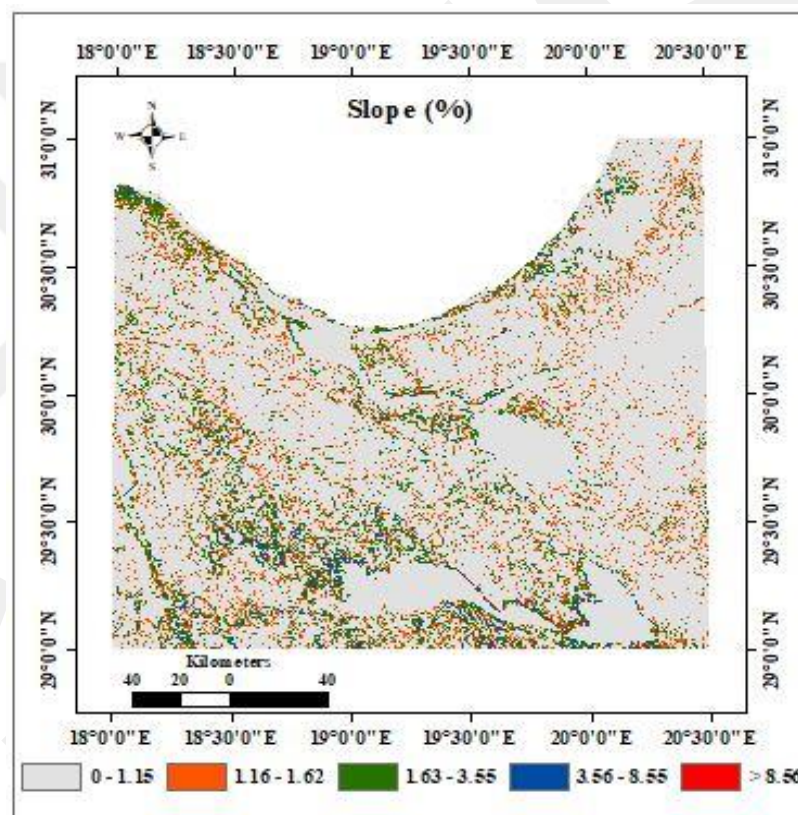 18°0'0"E 18°30'0"E 19°0'0"E 19°30'0"E 20°0'0"E 20°30'0"E
Slope (%)
N
W E
S
31°0'0"N 31°0'0"N
30°30'0"N 30°30'0"N
30°0'0"N 30°0'0"N
29°30'0"N 29°30'0"N
29°0'0"N 29°0'0"N
Kilometers
40 20 0 40
18°0'0"E 18°30'0"E 19°0'0"E 19°30'0"E 20°0'0"E 20°30'0"E
0 - 1.15 1.16 - 1.62 1.63 - 3.55 3.56 - 8.55 > 8.56